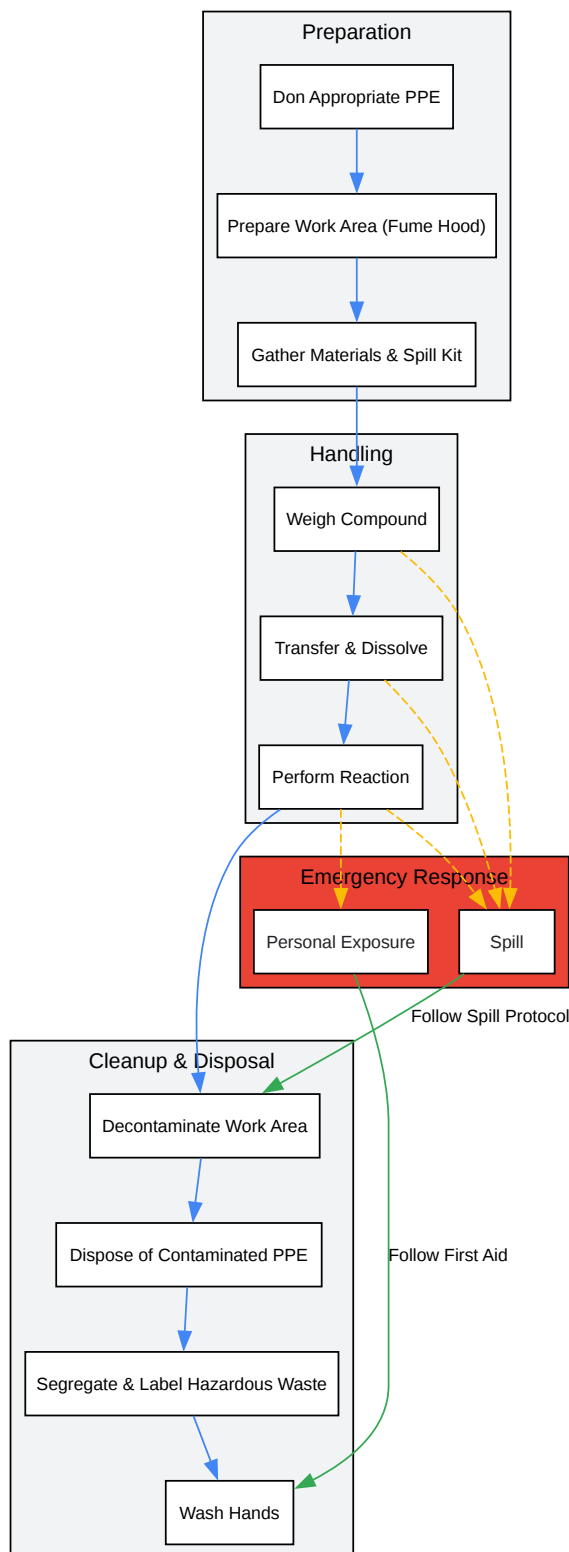 Preparation
Don Appropriate PPE
Prepare Work Area (Fume Hood)
Gather Materials & Spill Kit
Handling
Weigh Compound
Transfer & Dissolve
Perform Reaction
Emergency Response
Personal Exposure
Spill
Follow Spill Protocol
Cleanup & Disposal
Decontaminate Work Area
Dispose of Contaminated PPE
Follow First Aid
Segregate & Label Hazardous Waste
Wash Hands